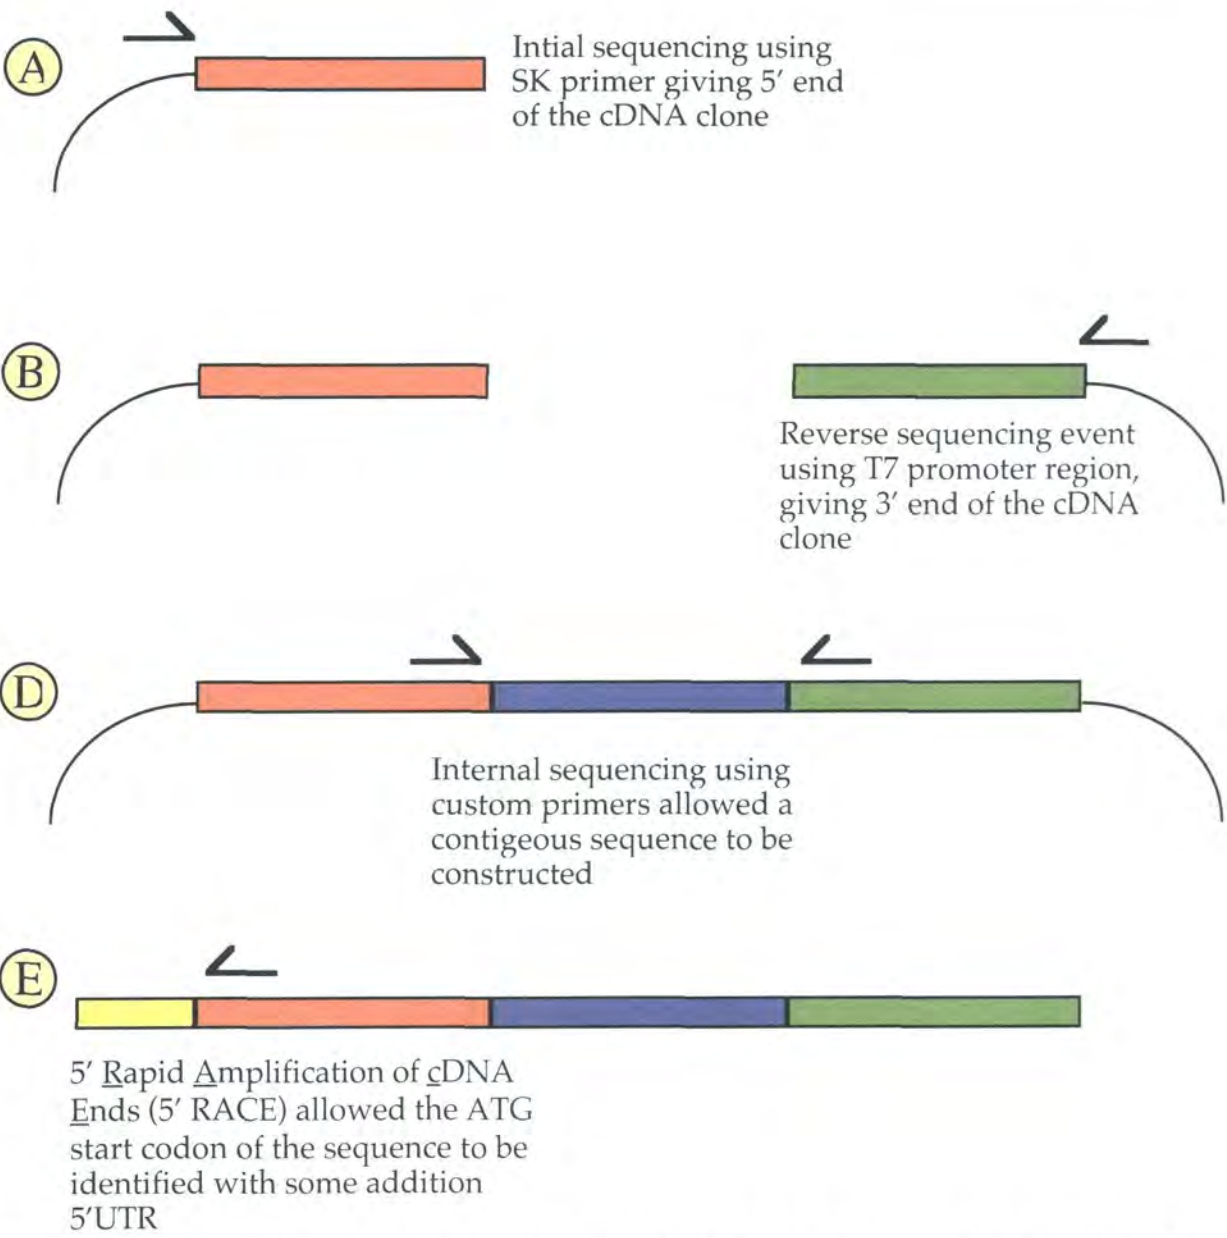 A
Intial sequencing using
SK primer giving 5′ end
of the cDNA clone
B
Reverse sequencing event
using T7 promoter region,
giving 3′ end of the cDNA
clone
D
Internal sequencing using
custom primers allowed a
contigeous sequence to be
constructed
E
5′ Rapid Amplification of cDNA
Ends (5′ RACE) allowed the ATG
start codon of the sequence to be
identified with some addition
5′UTR